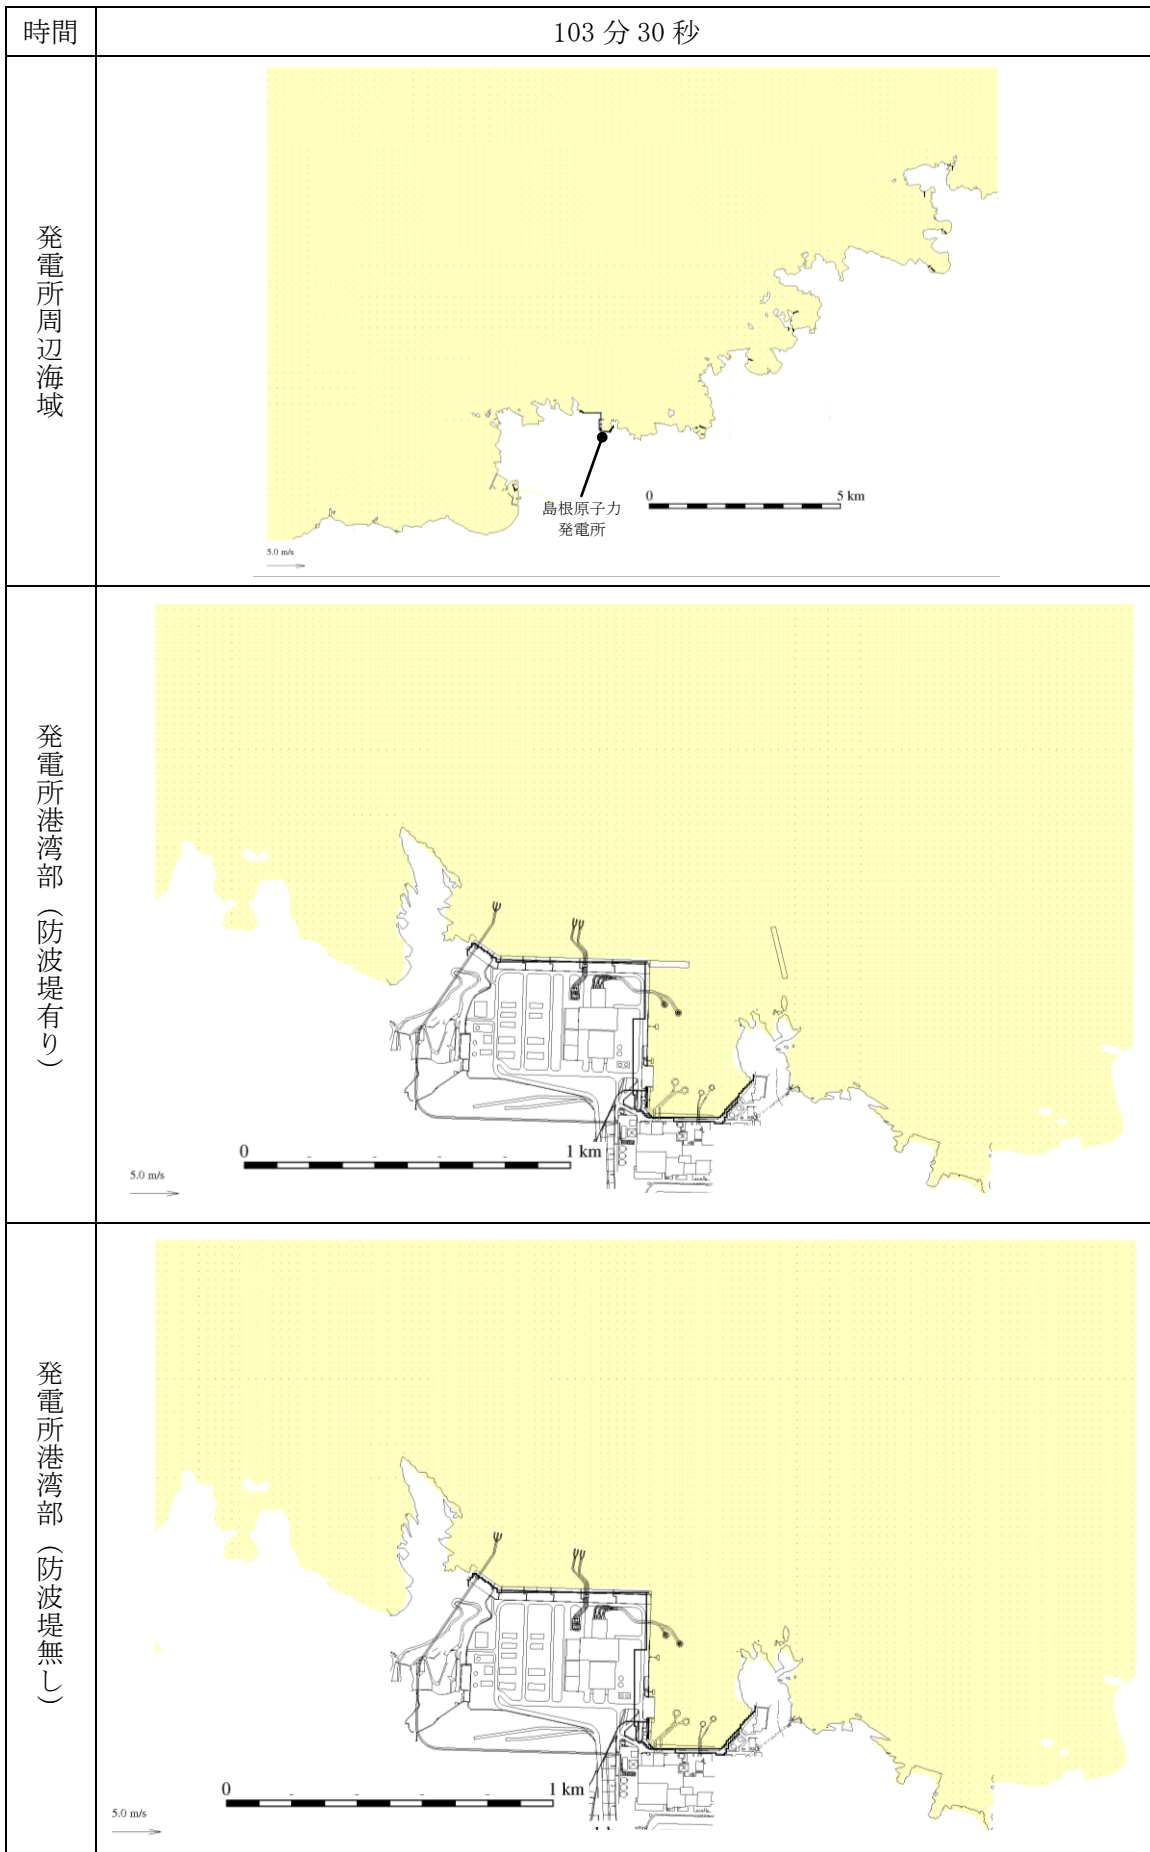 時間
103 分 30 秒
発電所周辺海域
島根原子力
発電所
0
5 km
5.0 m/s
発電所港湾部（防波堤有り）
0
1 km
5.0 m/s
発電所港湾部（防波堤無し）
0
1 km
5.0 m/s